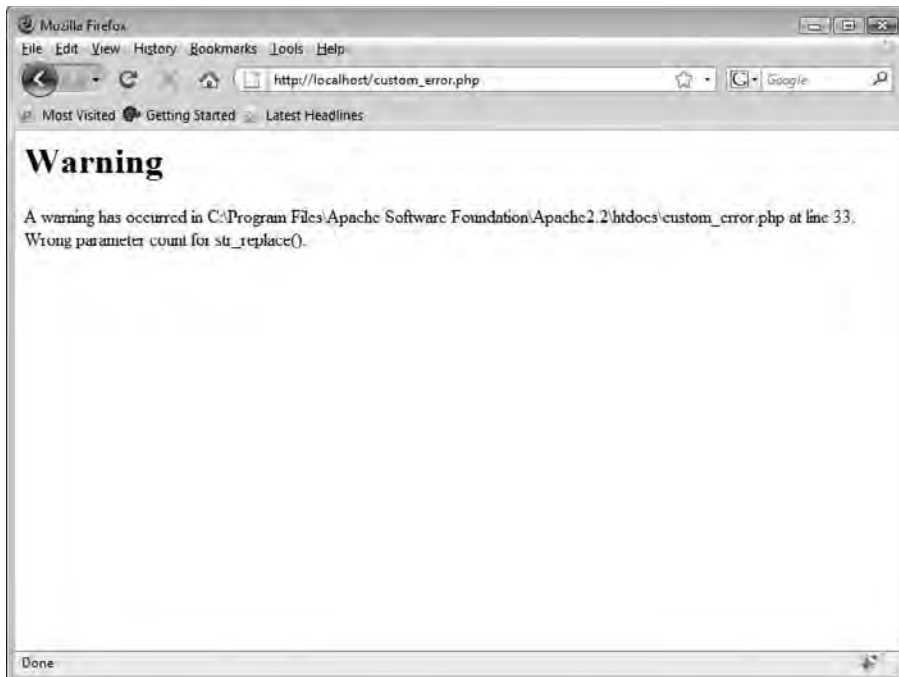 Mozilla Firefox
File Edit View History Bookmarks Tools Help
http://localhost/custom_error.php
Google
Most Visited Getting Started Latest Headlines
Warning
A warning has occurred in C:\Program Files\Apache Software Foundation\Apache2.2\htdocs\custom_error.php at line 33.
Wrong parameter count for str_replace().
Done